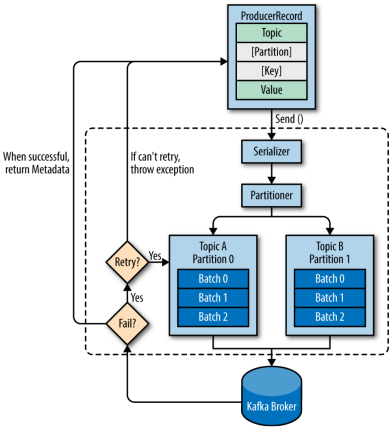 ProducerRecord
Topic
[Partition]
[Key]
Value
Send ()
Serializer
Partitioner
When successful,
return Metadata
If can't retry,
throw exception
Topic A
Partition 0
Batch 0
Batch 1
Batch 2
Topic B
Partition 1
Batch 0
Batch 1
Batch 2
Retry?
Yes
Yes
Fail?
Kafka Broker